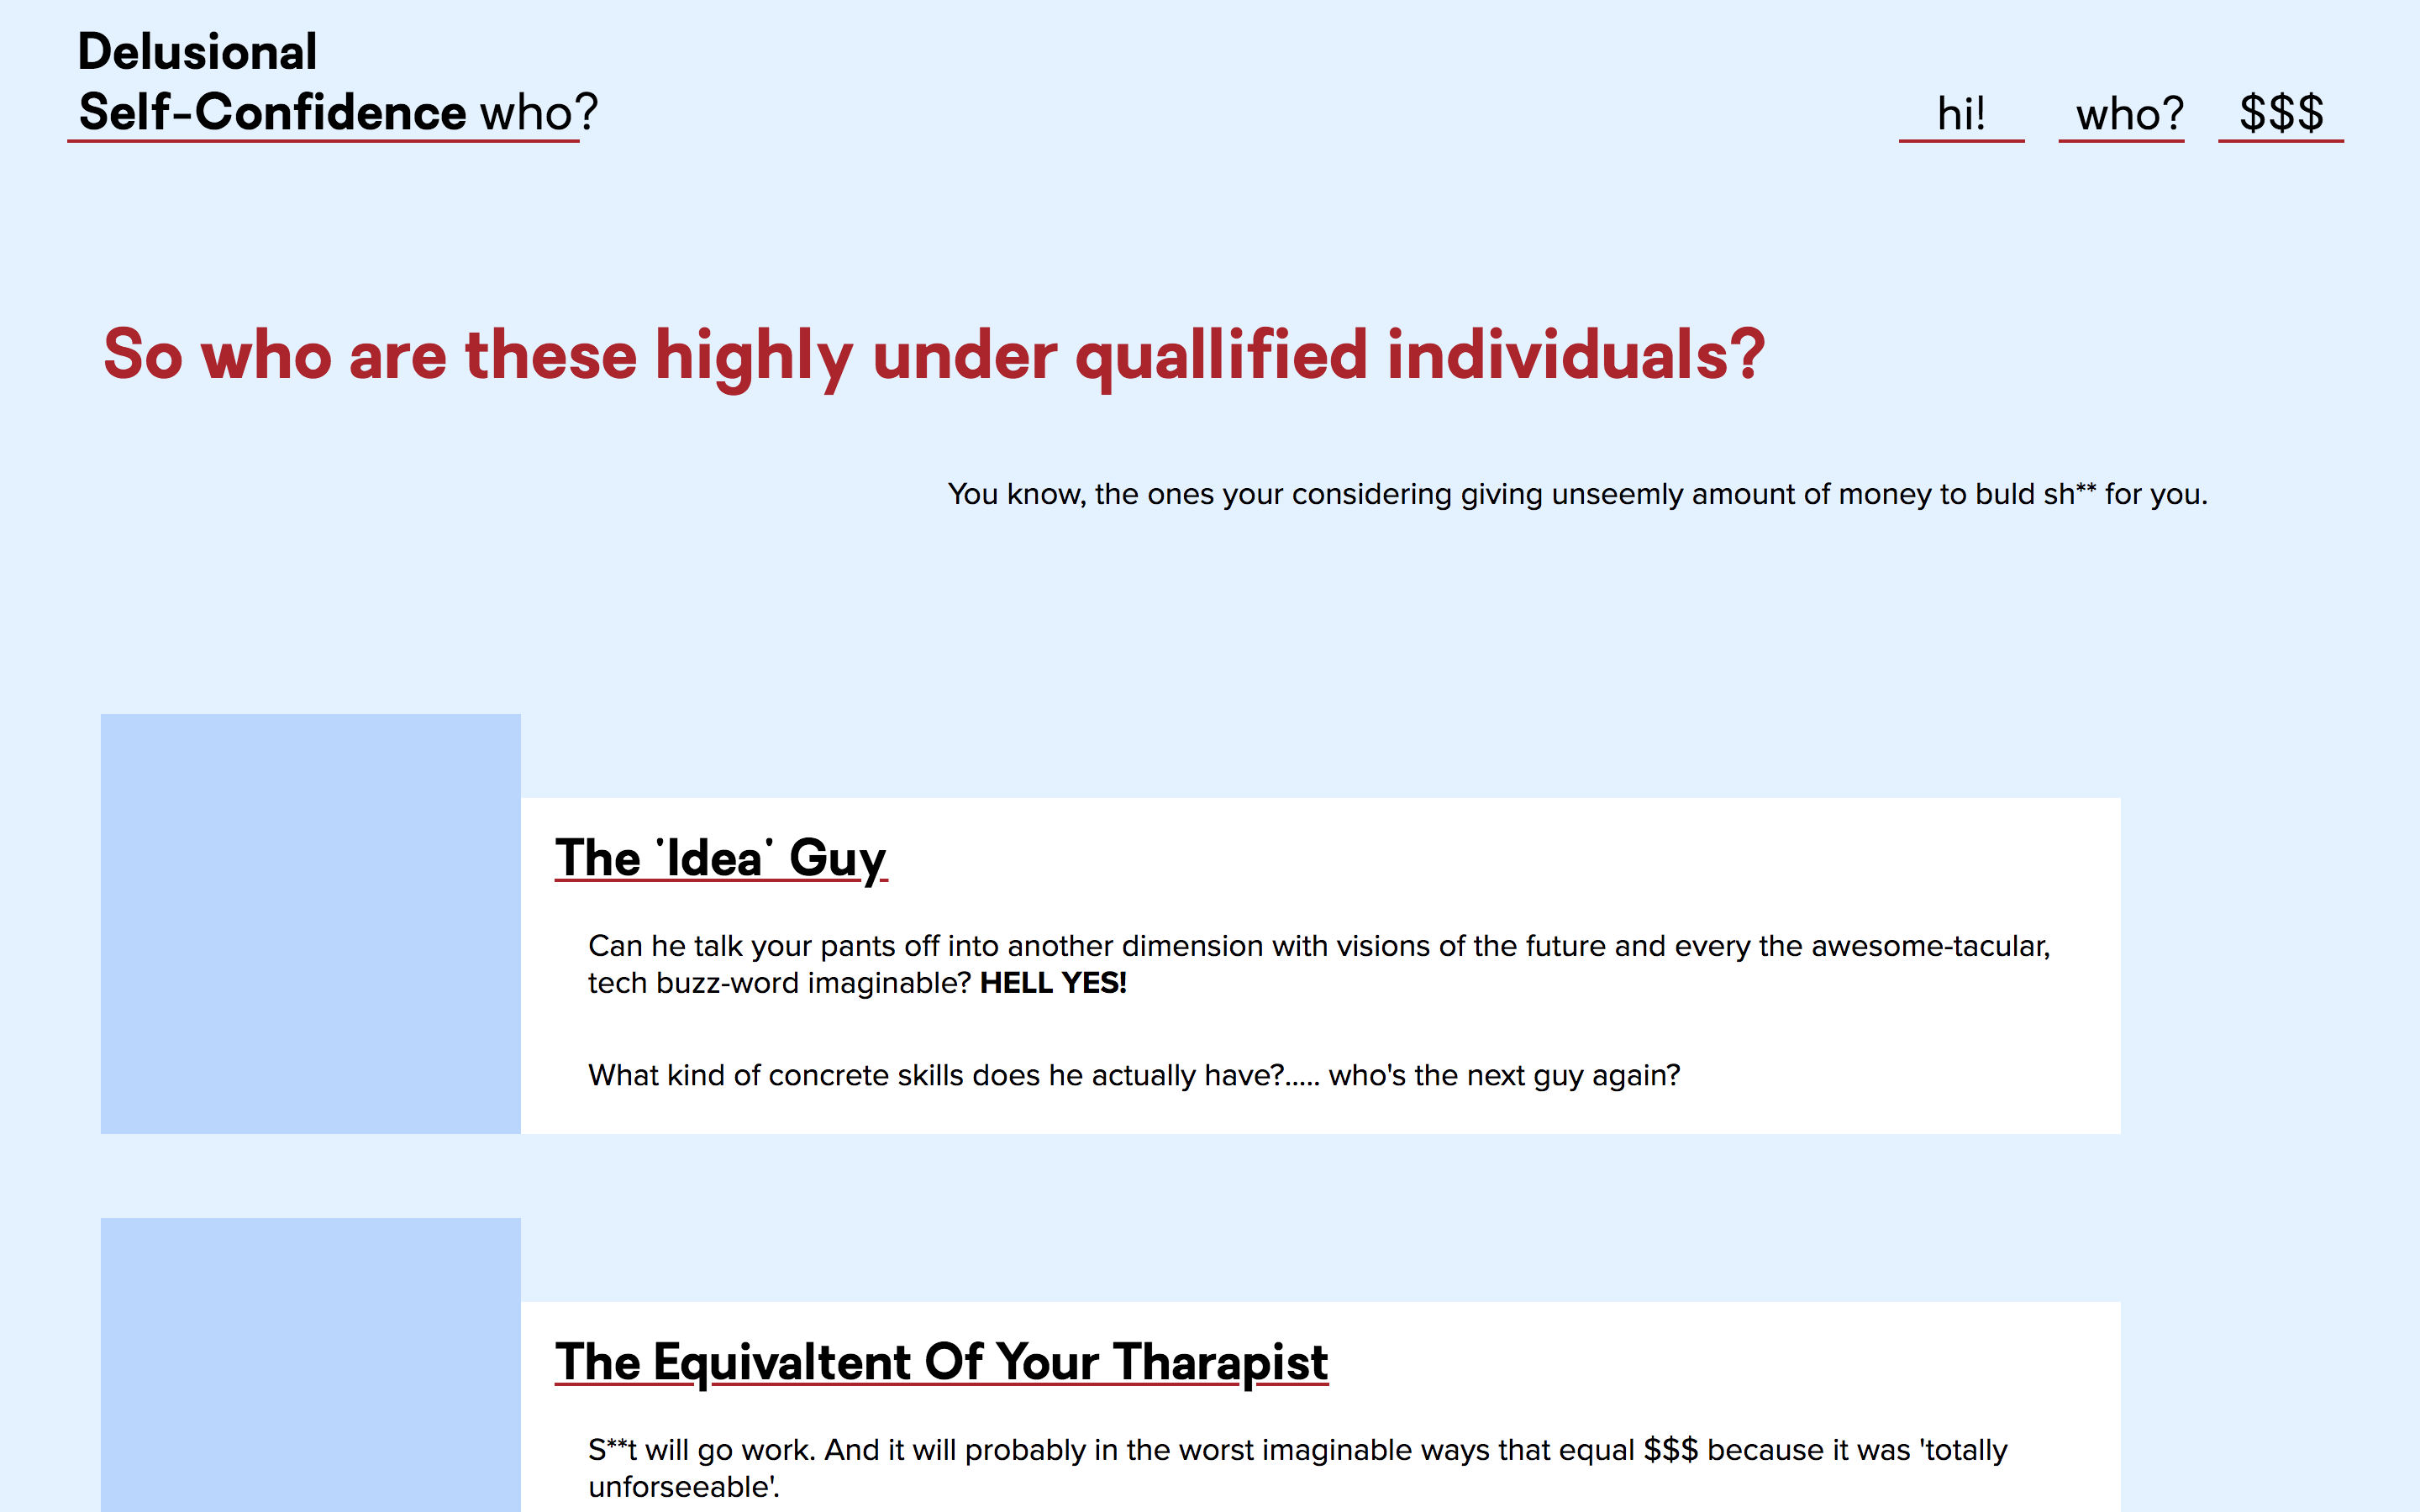 Delusional
Self-Confidence who?
hi! who? $$$
So who are these highly under quallified individuals?
You know, the ones your considering giving unseemly amount of money to buld sh** for you.
The 'Idea' Guy
Can he talk your pants off into another dimension with visions of the future and every the awesome-tacular,
tech buzz-word imaginable? HELL YES!
What kind of concrete skills does he actually have?..... who's the next guy again?
The Equivaltent Of Your Tharapist
S**t will go work. And it will probably in the worst imaginable ways that equal $$$ because it was 'totally
unforseeable'.